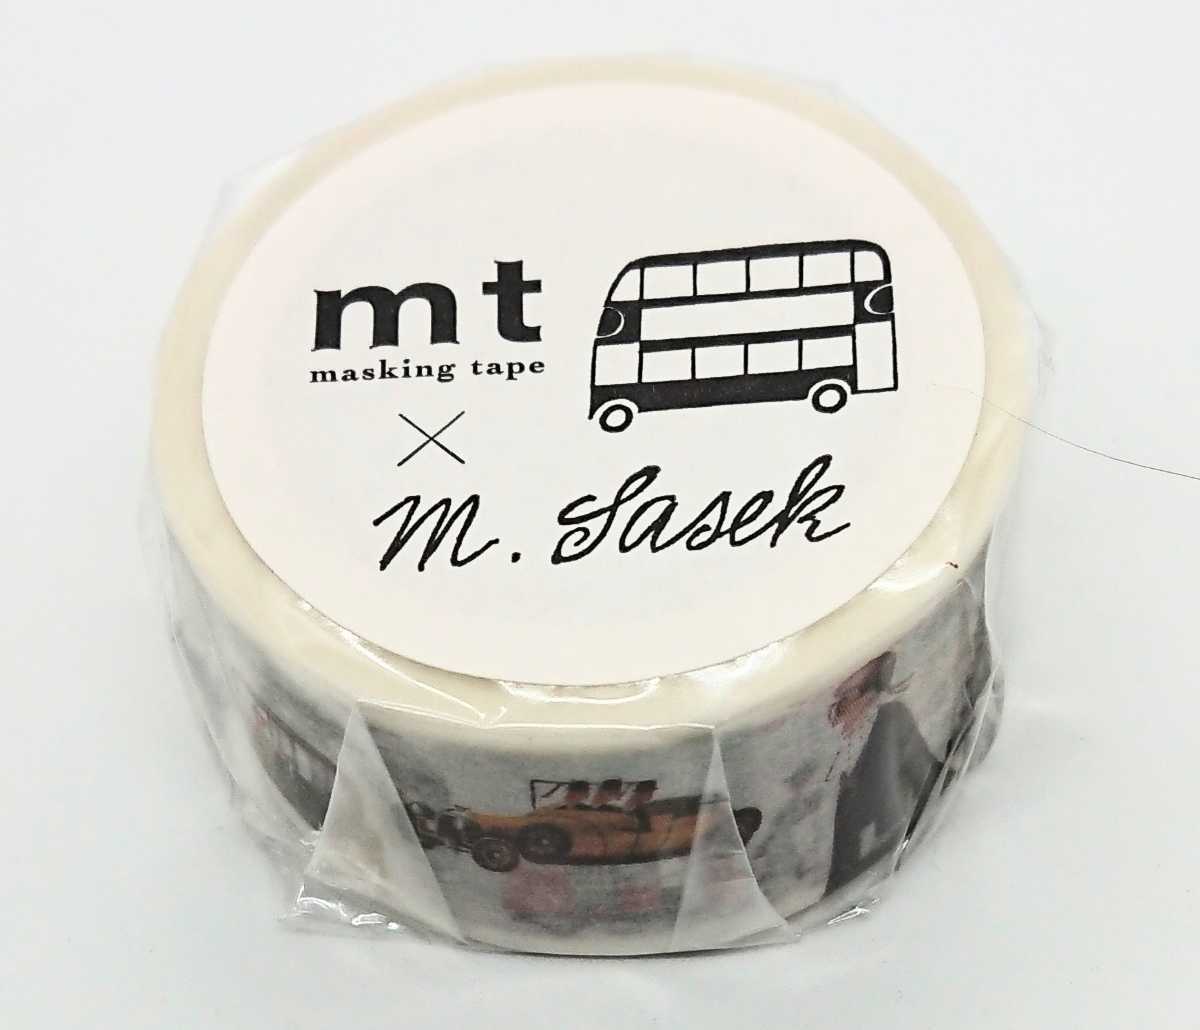 mt
masking tape
×
M. Sasek